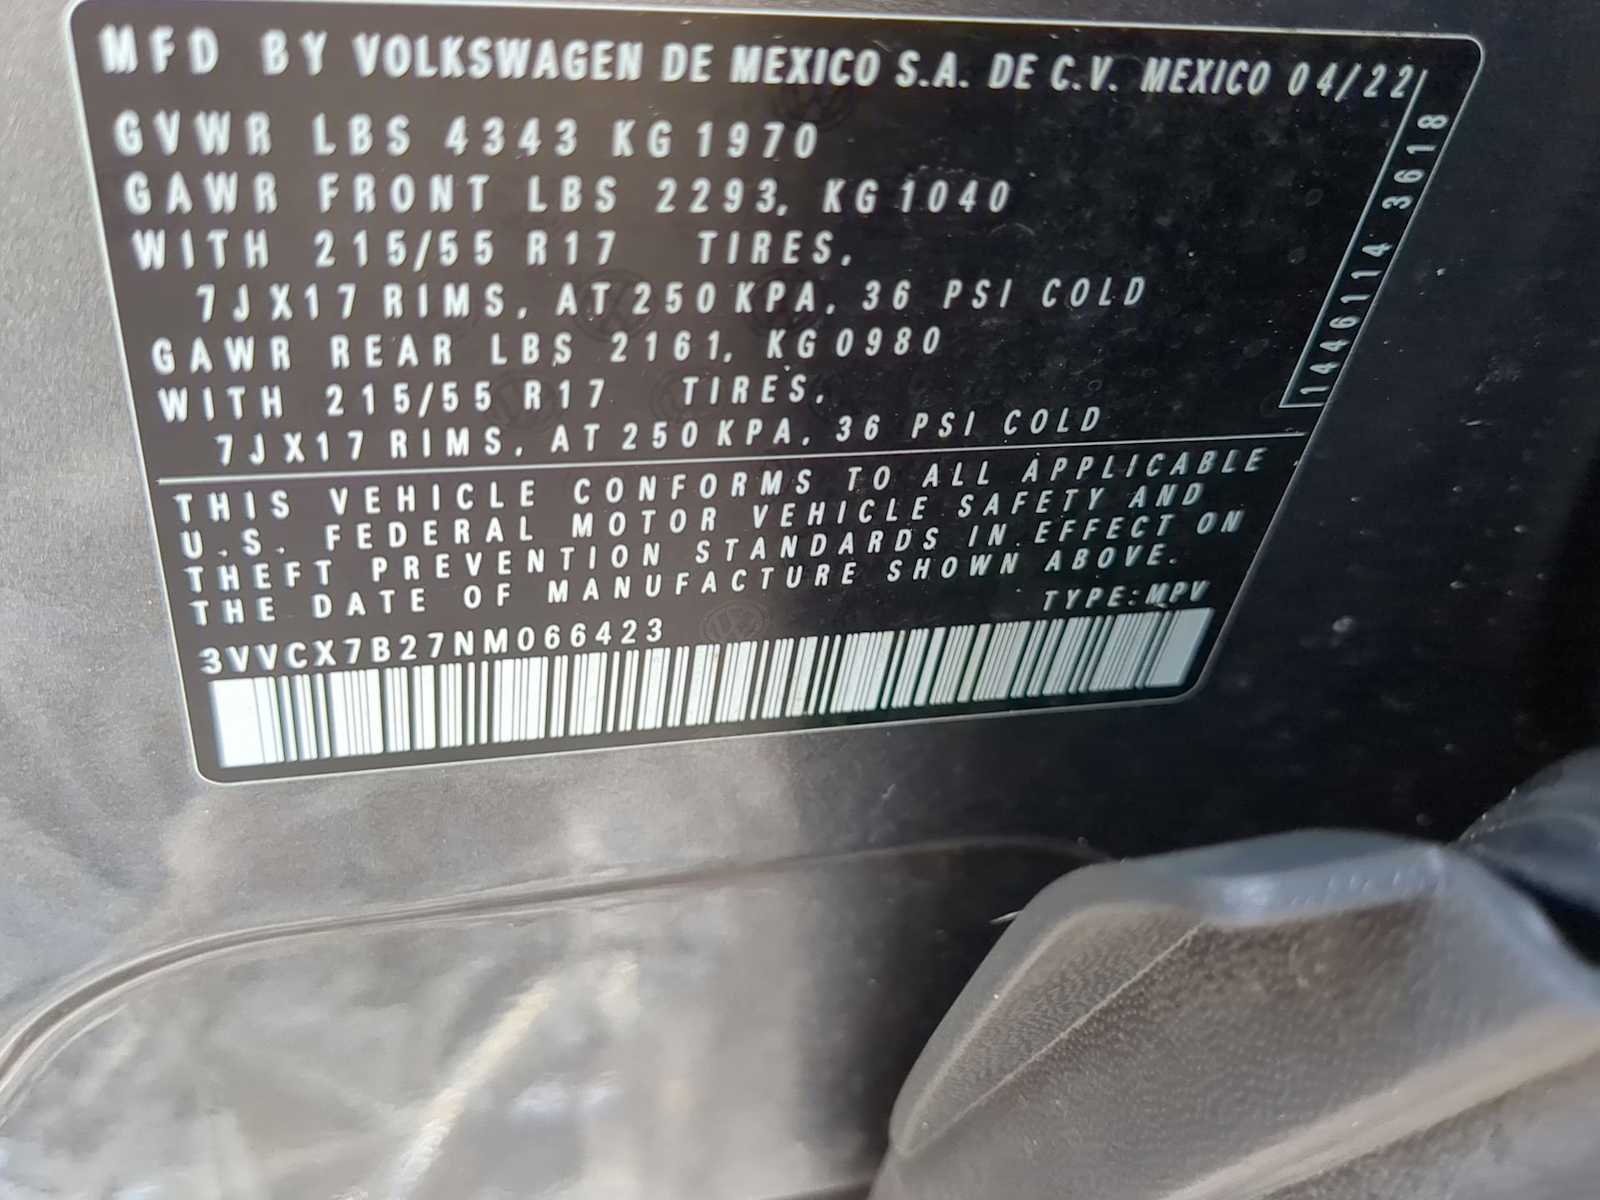 MFD BY VOLKSWAGEN DE MEXICO S.A. DE C.V. MEXICO 04/22
GVWR LBS 4343 KG 1970
GAWR FRONT LBS 2293, KG 1040
WITH 215/55 R17 TIRES,
7JX17 RIMS, AT 250 KPA, 36 PSI COLD
GAWR REAR LBS 2161, KG 0980
WITH 215/55 R17 TIRES,
7JX17 RIMS, AT 250 KPA, 36 PSI COLD
1446114 3618
THIS VEHICLE CONFORMS TO ALL APPLICABLE
U.S. FEDERAL MOTOR VEHICLE SAFETY AND
THEFT PREVENTION STANDARDS IN EFFECT ON
THE DATE OF MANUFACTURE SHOWN ABOVE.
TYPE: MPV
3VVCX7B27NM066423